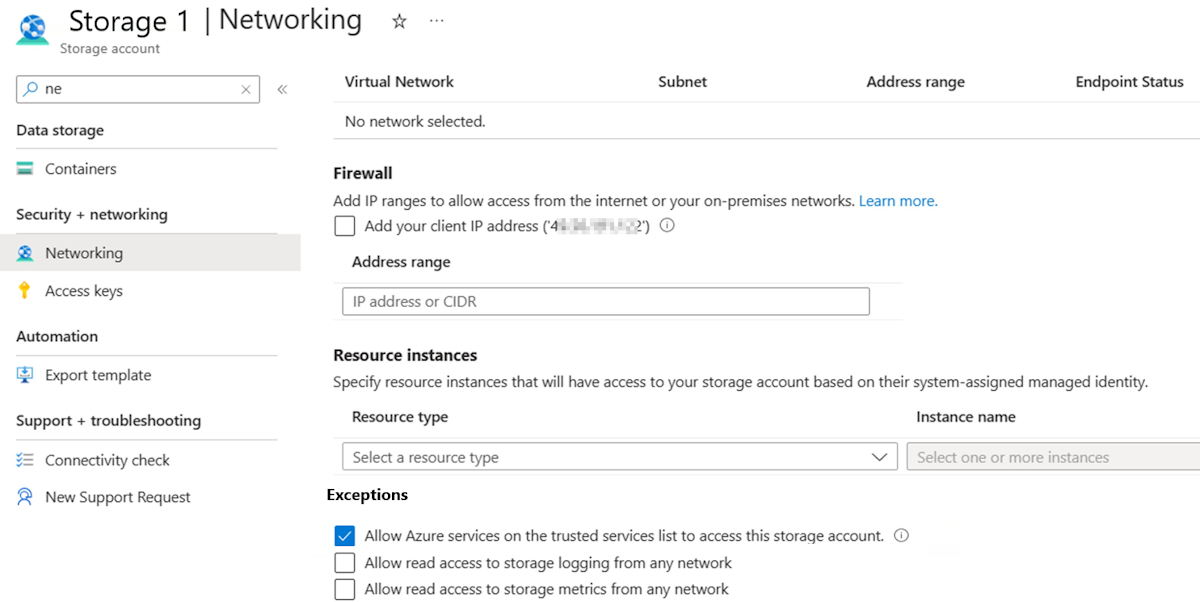 Storage 1 | Networking
Storage account
ne
Data storage
Containers
Security + networking
Networking
Access keys
Automation
Export template
Support + troubleshooting
Connectivity check
New Support Request
Virtual Network Subnet Address range Endpoint Status
No network selected.
Firewall
Add IP ranges to allow access from the internet or your on-premises networks. Learn more.
Add your client IP address
Address range
IP address or CIDR
Resource instances
Specify resource instances that will have access to your storage account based on their system-assigned managed identity.
Resource type Instance name
Select a resource type Select one or more instances
Exceptions
Allow Azure services on the trusted services list to access this storage account.
Allow read access to storage logging from any network
Allow read access to storage metrics from any network